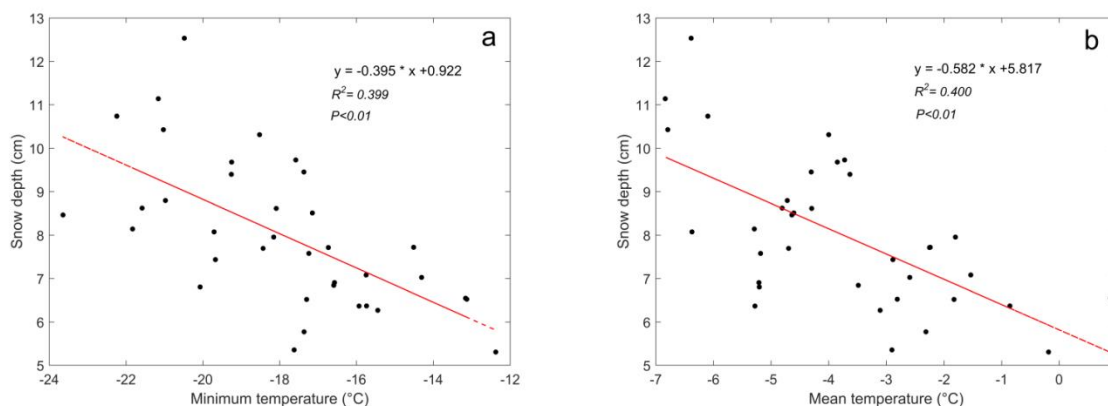 a
y = -0.395 * x +0.922
R²= 0.399
P<0.01
13
12
11
10
9
8
7
6
5
Snow depth (cm)
-24
-22
-20
-18
-16
-14
-12
Minimum temperature (°C)
b
y = -0.582 * x +5.817
R²= 0.400
P<0.01
13
12
11
10
9
8
7
6
5
Snow depth (cm)
-7
-6
-5
-4
-3
-2
-1
0
Mean temperature (°C)